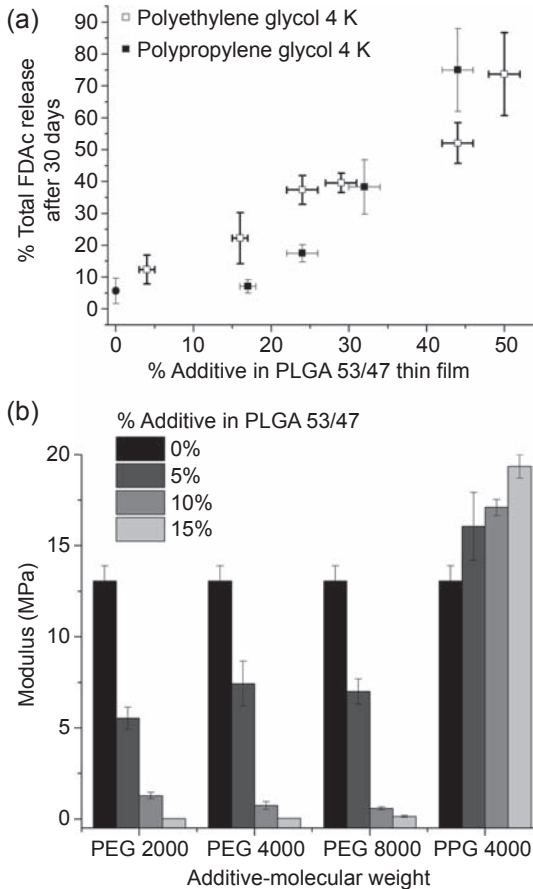 (a)
Polyethylene glycol 4 K
Polypropylene glycol 4 K
% Total FDAc release
after 30 days
90
80
70
60
50
40
30
20
10
0
0
10
20
30
40
50
% Additive in PLGA 53/47 thin film
(b)
% Additive in PLGA 53/47
0%
5%
10%
15%
Modulus (MPa)
20
15
10
5
0
PEG 2000
PEG 4000
PEG 8000
PPG 4000
Additive-molecular weight